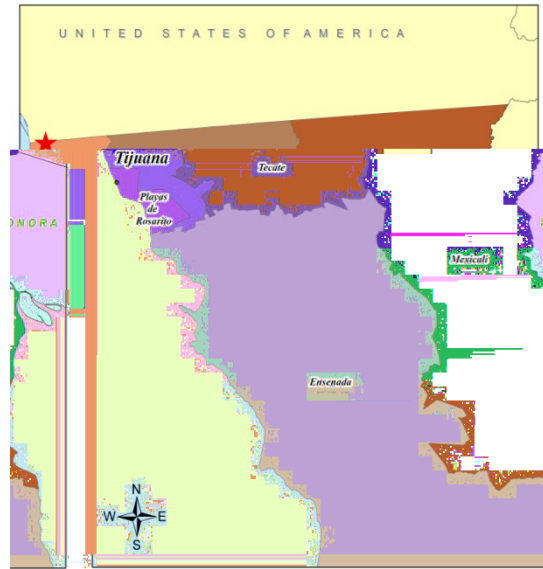 UNITED STATES OF AMERICA
Tijuana
Tecate
Playas
de
Rosarito
ONORA
Mexicali
Ensenada
N
W E
S